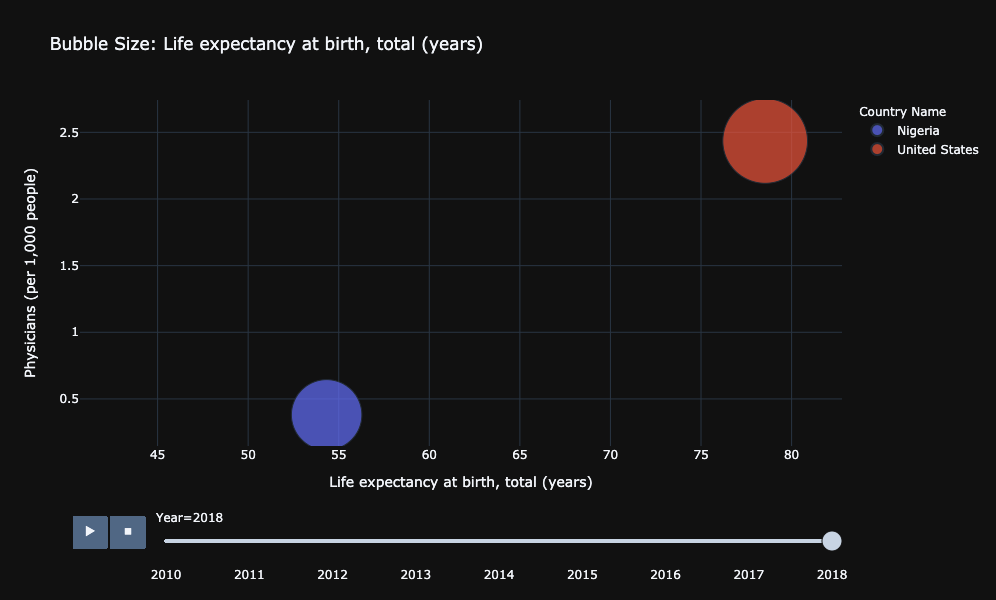 Bubble Size: Life expectancy at birth, total (years)
Country Name
Nigeria
United States
Physicians (per 1,000 people)
2.5
2
1.5
1
0.5
45 50 55 60 65 70 75 80
Life expectancy at birth, total (years)
Year=2018
2010 2011 2012 2013 2014 2015 2016 2017 2018